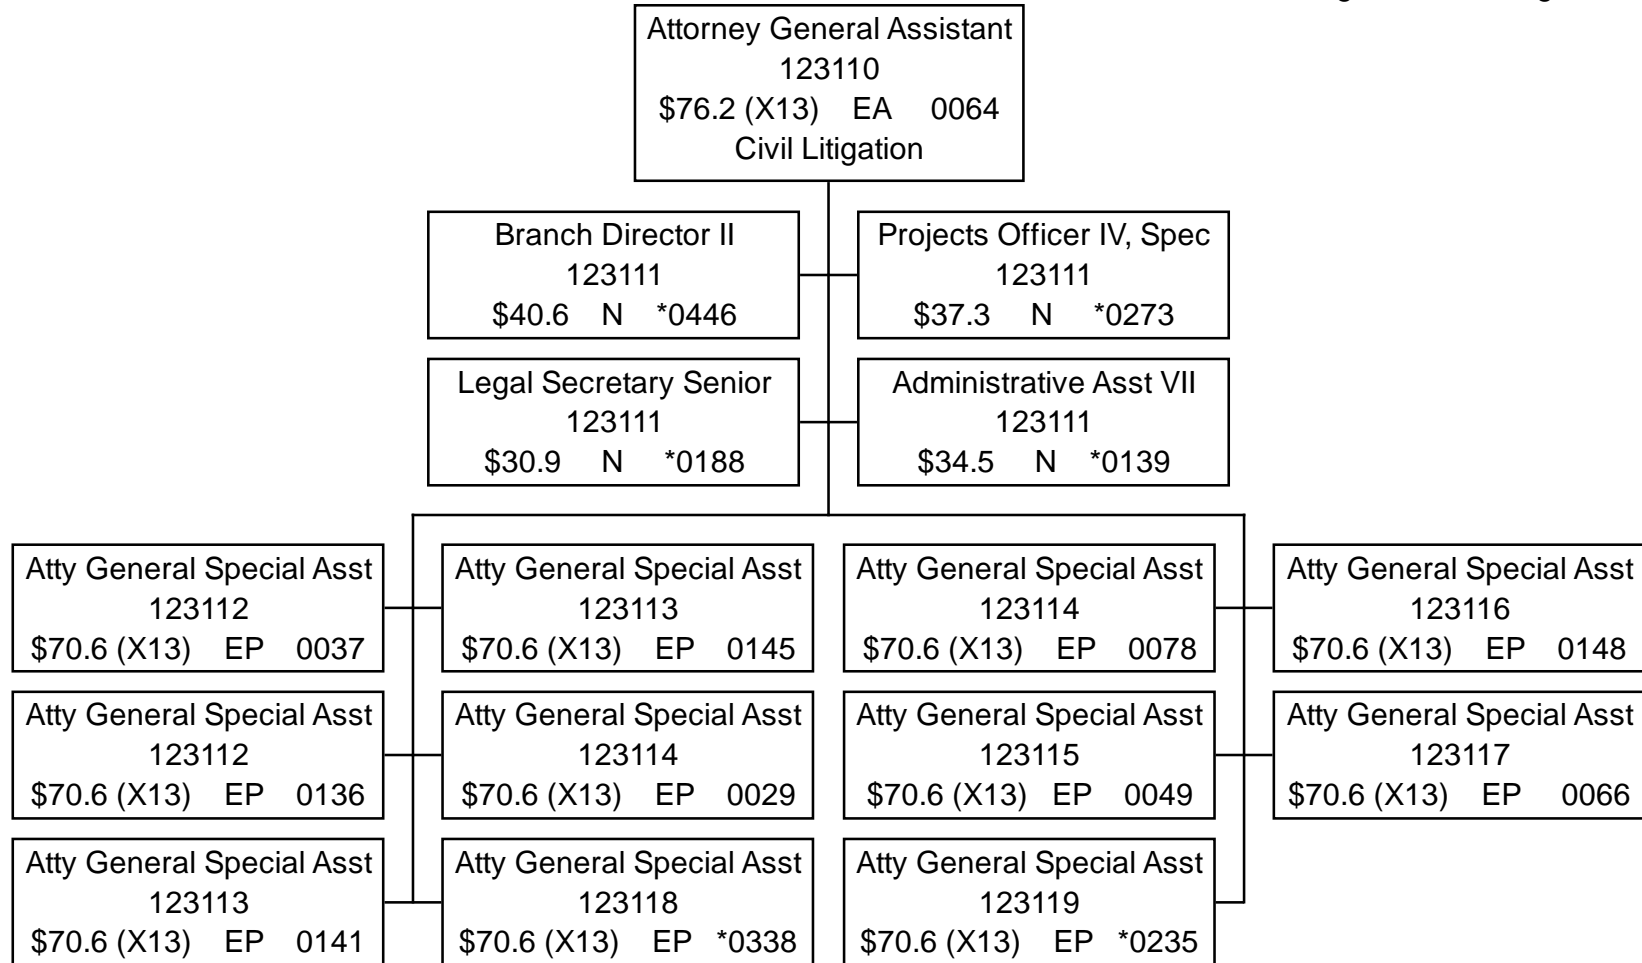 Attorney General Assistant
123110
$76.2 (X13) EA 0064
Civil Litigation
Branch Director II
123111
$40.6 N *0446
Projects Officer IV, Spec
123111
$37.3 N *0273
Legal Secretary Senior
123111
$30.9 N *0188
Administrative Asst VII
123111
$34.5 N *0139
Atty General Special Asst
123112
$70.6 (X13) EP 0037
Atty General Special Asst
123113
$70.6 (X13) EP 0145
Atty General Special Asst
123114
$70.6 (X13) EP 0078
Atty General Special Asst
123116
$70.6 (X13) EP 0148
Atty General Special Asst
123112
$70.6 (X13) EP 0136
Atty General Special Asst
123114
$70.6 (X13) EP 0029
Atty General Special Asst
123115
$70.6 (X13) EP 0049
Atty General Special Asst
123117
$70.6 (X13) EP 0066
Atty General Special Asst
123113
$70.6 (X13) EP 0141
Atty General Special Asst
123118
$70.6 (X13) EP *0338
Atty General Special Asst
123119
$70.6 (X13) EP *0235